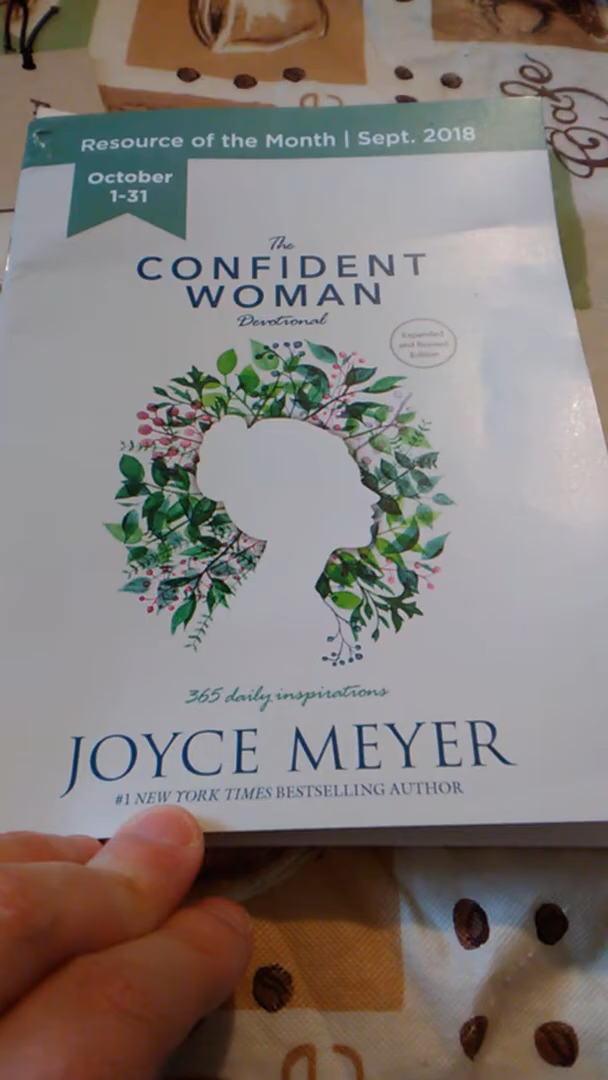 Resource of the Month | Sept. 2018
October
1-31
The
CONFIDENT
WOMAN
Devotional
Expanded
and Revised
Edition
365 daily inspirations
JOYCE MEYER
#1 NEW YORK TIMES BESTSELLING AUTHOR
Cafe